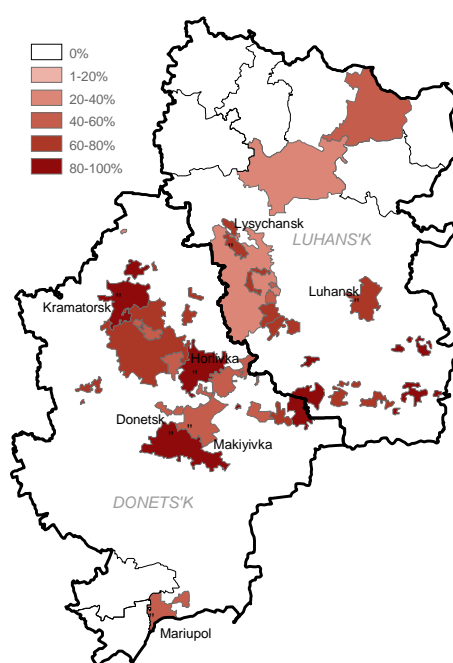 0%
1-20%
20-40%
40-60%
60-80%
80-100%
Lysychansk
LUHANS'K
Luhansk
Kramatorsk
Horlivka
Donetsk
Makiyivka
DONETS'K
Mariupol